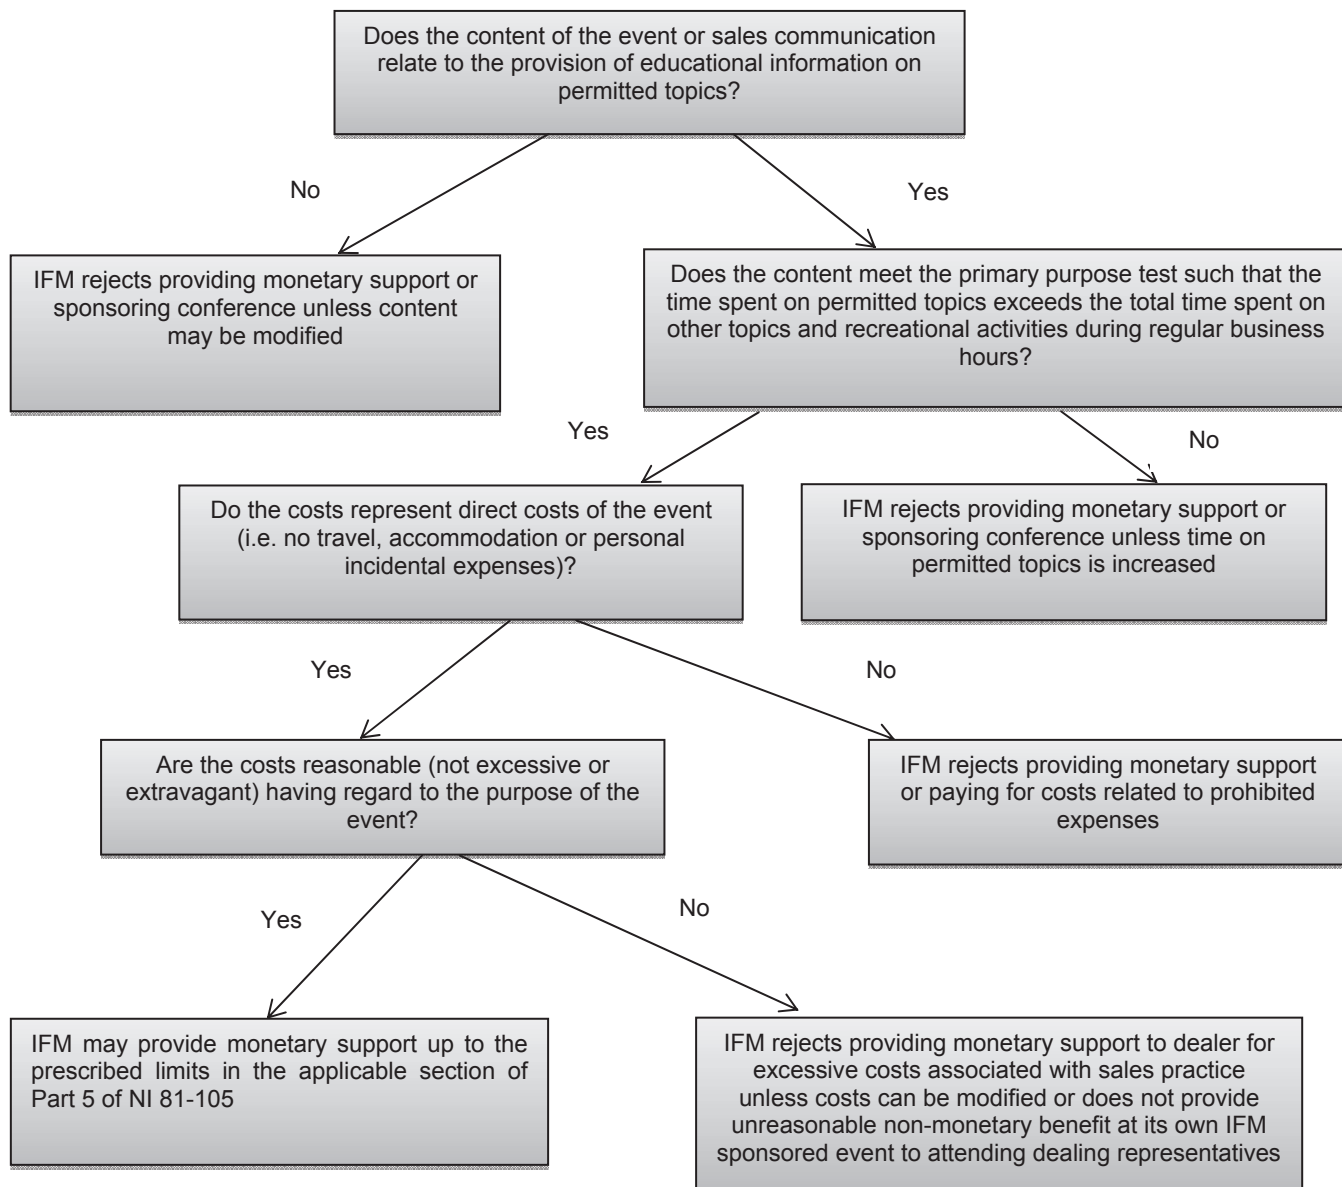 Does the content of the event or sales communication
relate to the provision of educational information on
permitted topics?
No
Yes
IFM rejects providing monetary support or
sponsoring conference unless content
may be modified
Does the content meet the primary purpose test such that the
time spent on permitted topics exceeds the total time spent on
other topics and recreational activities during regular business
hours?
Yes
No
Do the costs represent direct costs of the event
(i.e. no travel, accommodation or personal
incidental expenses)?
IFM rejects providing monetary support or
sponsoring conference unless time on
permitted topics is increased
Yes
No
Are the costs reasonable (not excessive or
extravagant) having regard to the purpose of the
event?
IFM rejects providing monetary support
or paying for costs related to prohibited
expenses
Yes
No
IFM may provide monetary support up to the
prescribed limits in the applicable section of
Part 5 of NI 81-105
IFM rejects providing monetary support to dealer for
excessive costs associated with sales practice
unless costs can be modified or does not provide
unreasonable non-monetary benefit at its own IFM
sponsored event to attending dealing representatives